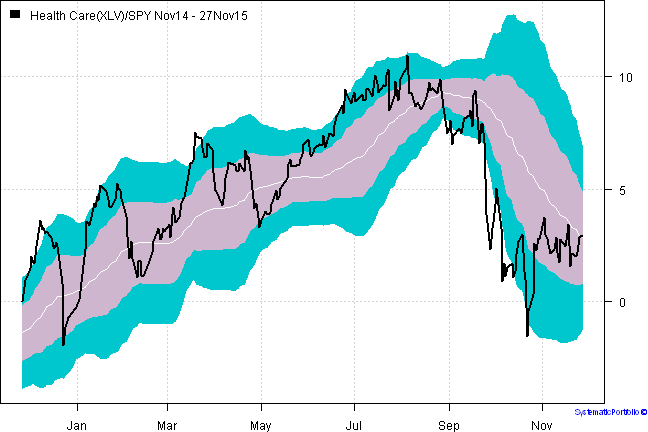 Health Care(XLV)/SPY Nov14 - 27Nov15
10
5
0
Jan Mar May Jul Sep Nov
SystematicPortfolio ©